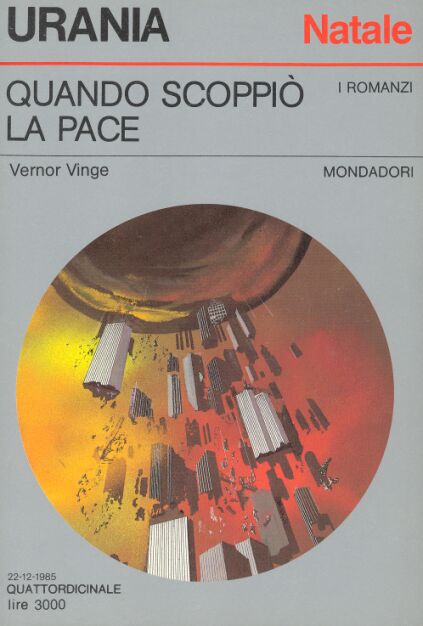 URANIA
Natale
QUANDO SCOPPIÒ
LA PACE
I ROMANZI
Vernor Vinge
MONDADORI
22-12-1985
QUATTORDICINALE
lire 3000